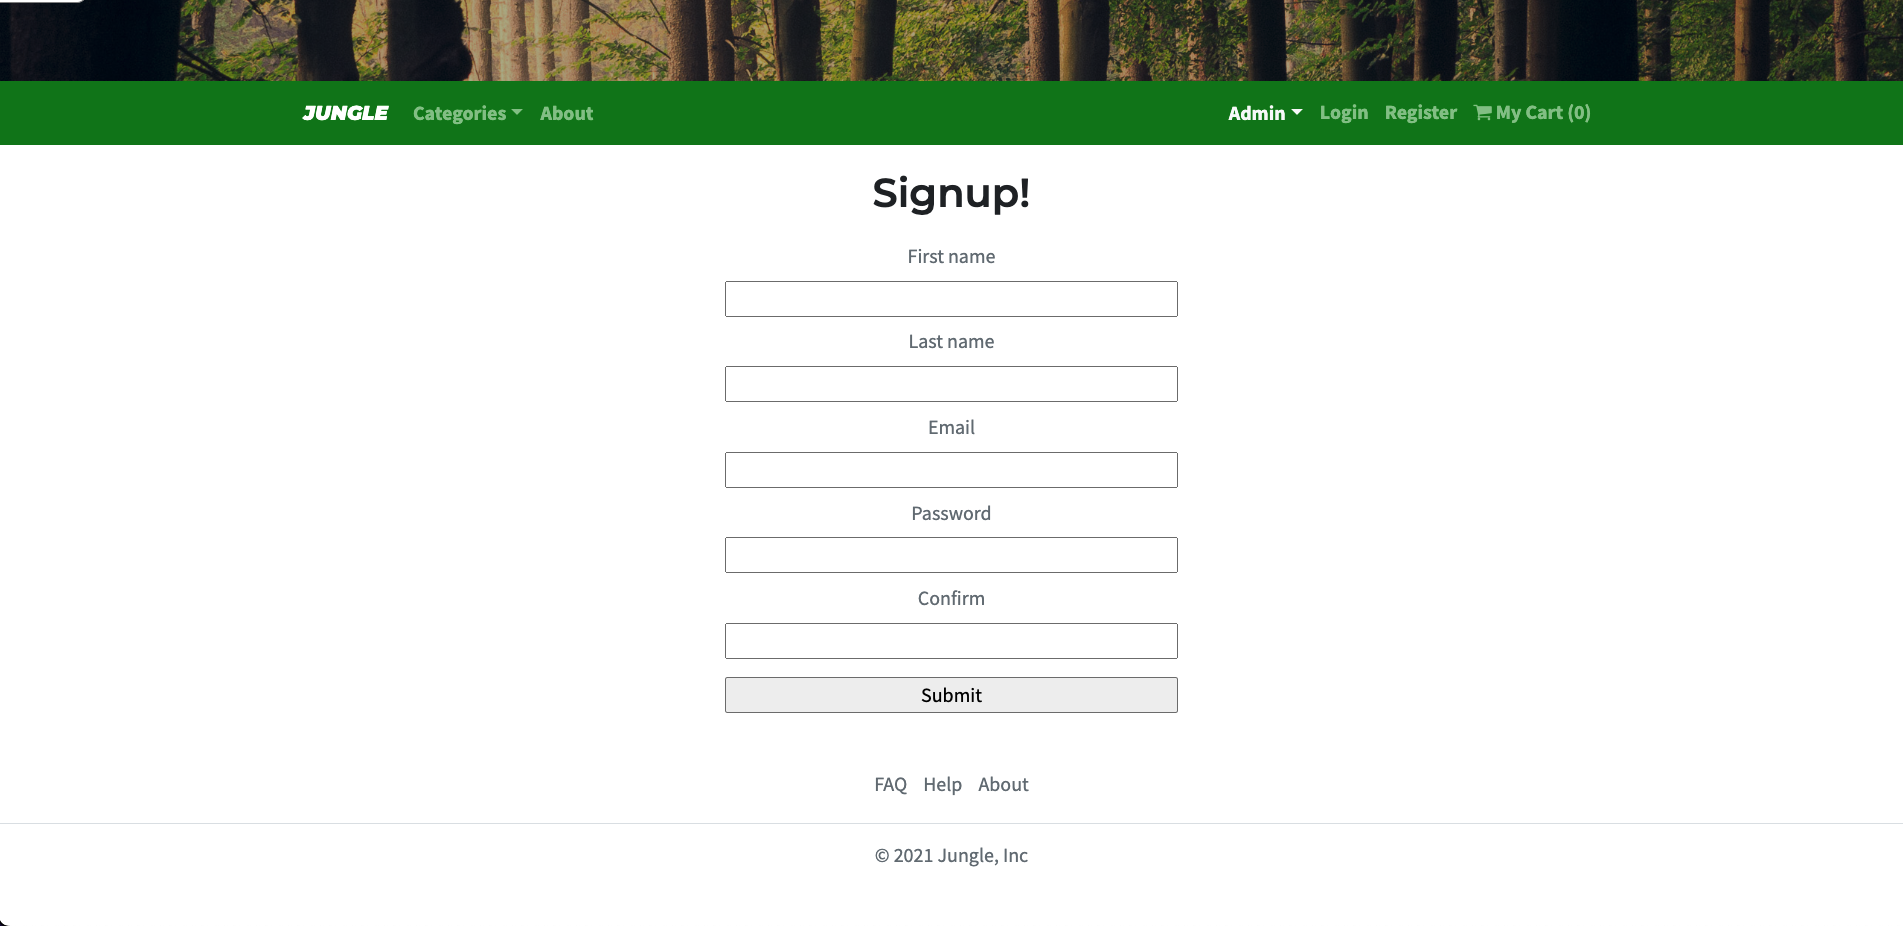 JUNGLE Categories About Admin Login Register My Cart (0)
Signup!
First name
Last name
Email
Password
Confirm
Submit
FAQ Help About
© 2021 Jungle, Inc